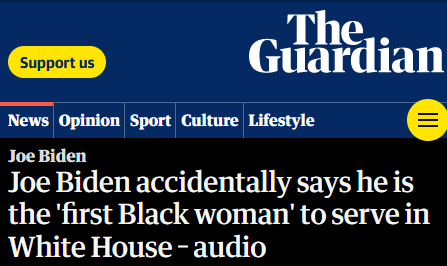 The
Guardian
Support us
News Opinion Sport Culture Lifestyle
Joe Biden
Joe Biden accidentally says he is
the 'first Black woman' to serve in
White House – audio